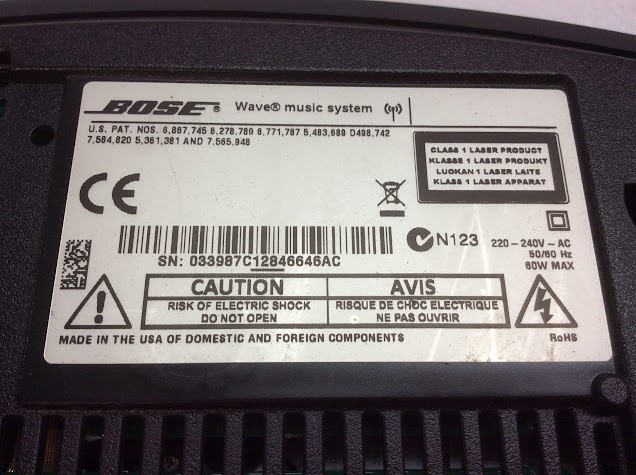 BOSE® Wave® music system
U.S. PAT. NOS. 6,867,745 6,278,789 6,771,787 5,483,689 D498,742
7,584,820 5,361,381 AND 7,565,948
CLASS 1 LASER PRODUCT
KLASSE 1 LASER PRODUKT
LUOKAN 1 LASER LAITE
KLASS 1 LASER APPARAT
CE
N123
220-240V ~ AC
50/60 Hz
60W MAX
SN: 033987C12846646AC
CAUTION
RISK OF ELECTRIC SHOCK
DO NOT OPEN
AVIS
RISQUE DE CHOC ELECTRIQUE
NE PAS OUVRIR
MADE IN THE USA OF DOMESTIC AND FOREIGN COMPONENTS
RoHS